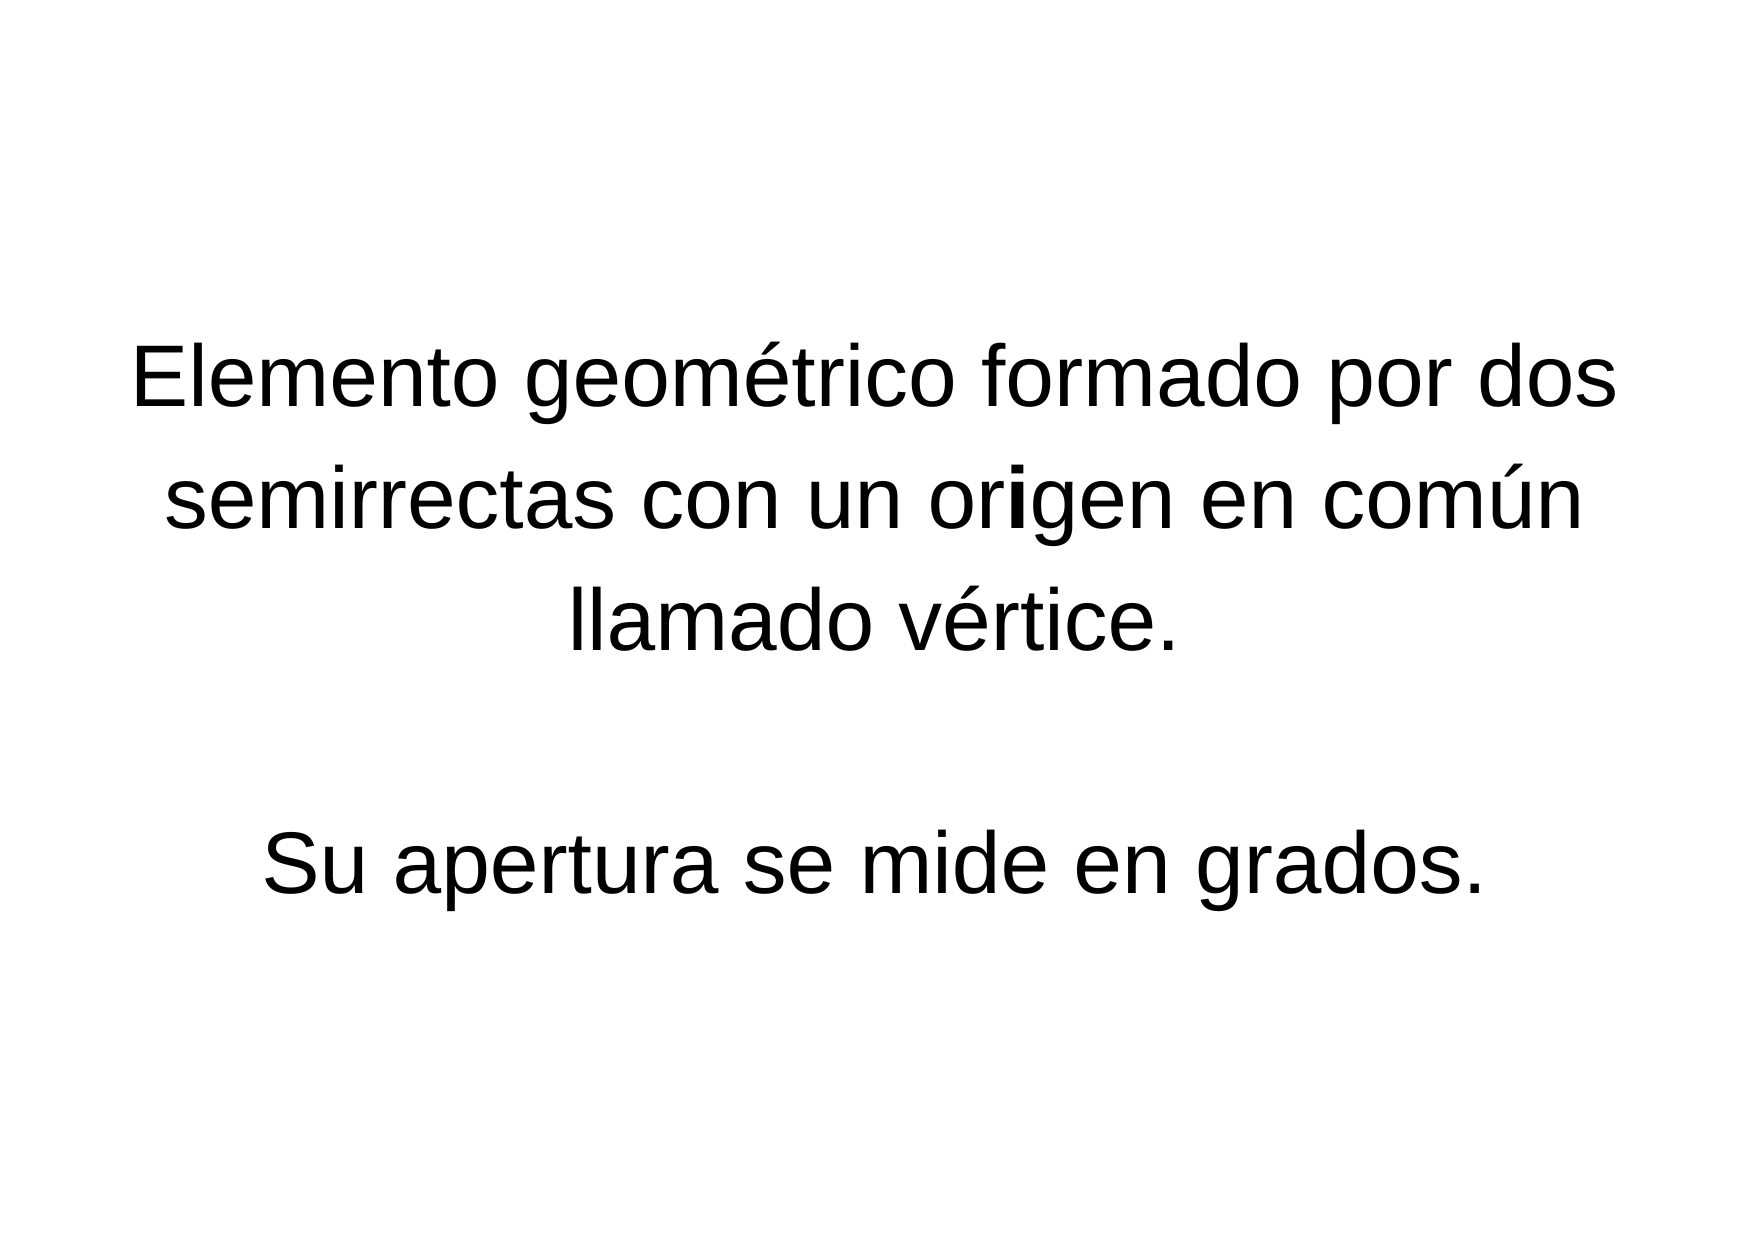 Elemento geométrico formado por dos
semirrectas con un origen en común
llamado vértice.
Su apertura se mide en grados.